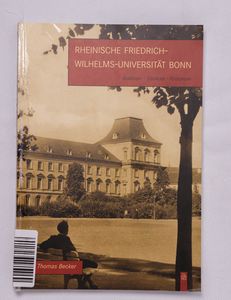 RHEINISCHE FRIEDRICH-
WILHELMS-UNIVERSITÄT BONN
Thomas Becker